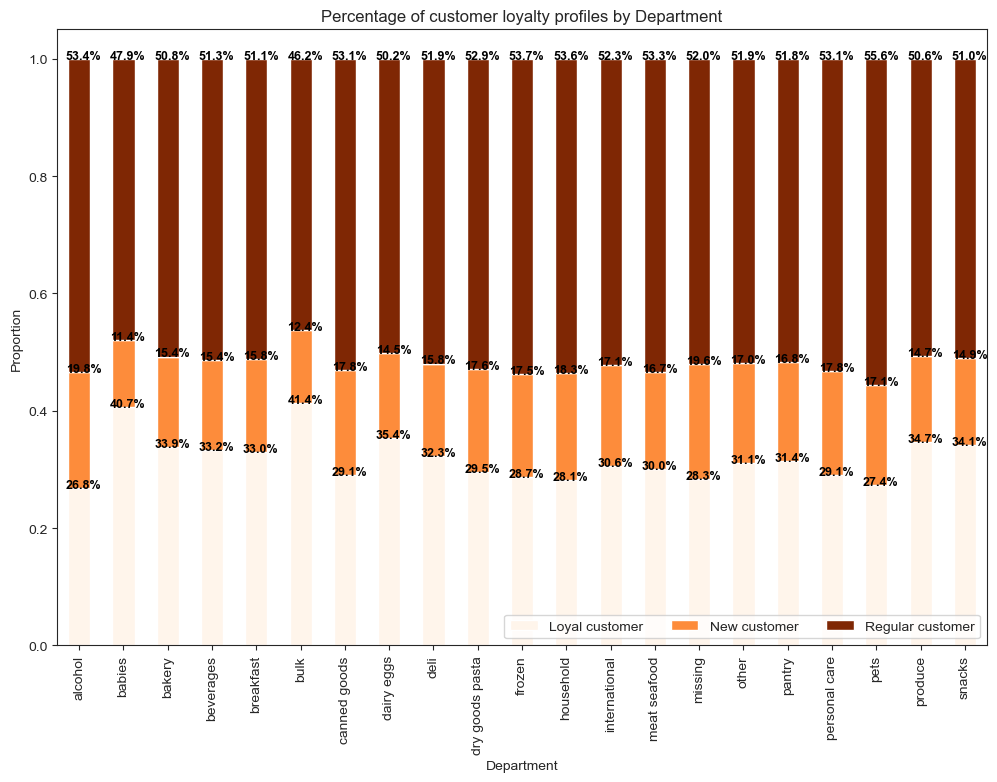 Percentage of customer loyalty profiles by Department
53.4% 47.9% 50.8% 51.3% 51.1% 46.2% 53.1% 50.2% 51.9% 52.9% 53.7% 53.6% 52.3% 53.3% 52.0% 51.9% 51.8% 53.1% 55.6% 50.6% 51.0%
19.8% 11.4% 15.4% 15.4% 15.8% 12.4% 17.8% 14.5% 15.8% 17.6% 17.5% 18.3% 17.1% 16.7% 19.6% 17.0% 16.8% 17.8% 17.1% 14.7% 14.9%
26.8% 40.7% 33.9% 33.2% 33.0% 41.4% 29.1% 35.4% 32.3% 29.5% 28.7% 28.1% 30.6% 30.0% 28.3% 31.1% 31.4% 29.1% 27.4% 34.7% 34.1%
1.0
0.8
0.6
0.4
0.2
0.0
Proportion
Loyal customer New customer Regular customer
alcohol
babies
bakery
beverages
breakfast
bulk
canned goods
dairy eggs
deli
dry goods pasta
frozen
household
international
meat seafood
missing
other
pantry
personal care
pets
produce
snacks
Department